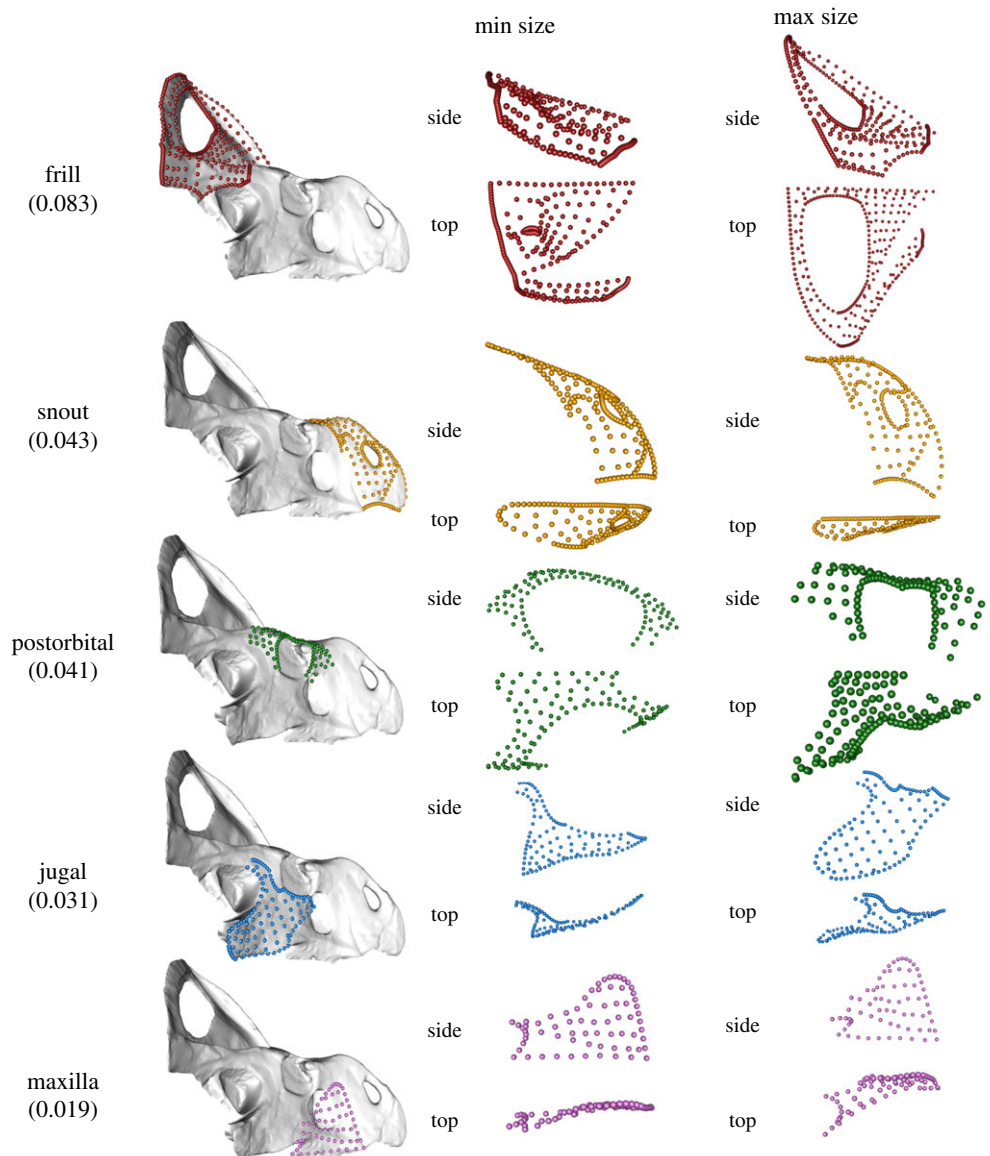 min size
max size
frill
(0.083)
side
side
top
top
snout
(0.043)
side
side
top
top
postorbital
(0.041)
side
side
top
top
jugal
(0.031)
side
side
top
top
maxilla
(0.019)
side
side
top
top